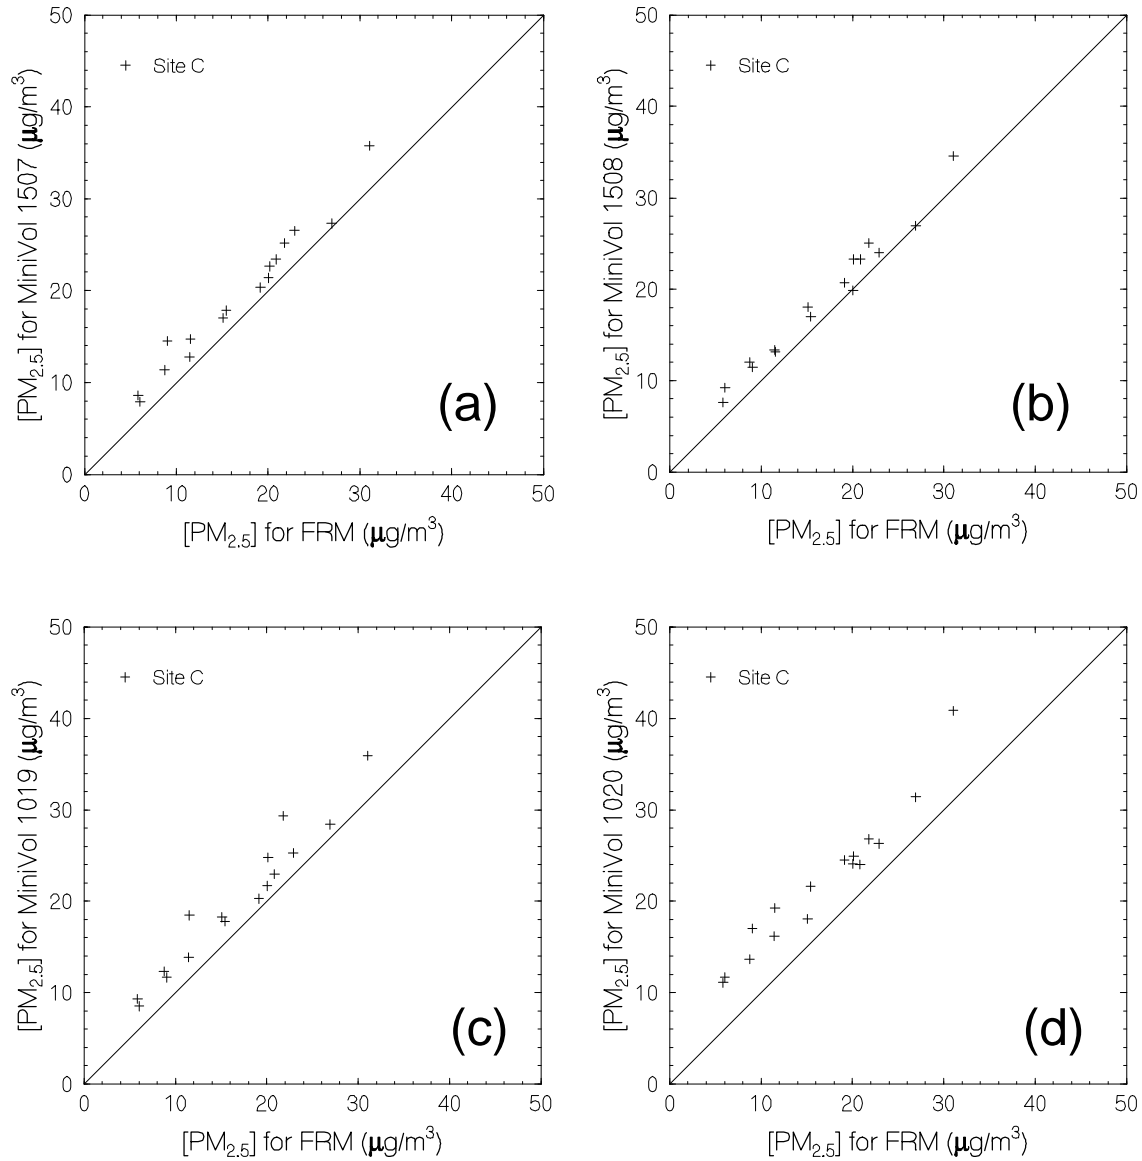 50
40
30
20
10
0
[PM2.5] for MiniVol 1507 (μg/m³)
+ Site C
(a)
0 10 20 30 40 50
[PM2.5] for FRM (μg/m³)
50
40
30
20
10
0
[PM2.5] for MiniVol 1508 (μg/m³)
+ Site C
(b)
0 10 20 30 40 50
[PM2.5] for FRM (μg/m³)
50
40
30
20
10
0
[PM2.5] for MiniVol 1019 (μg/m³)
+ Site C
(c)
0 10 20 30 40 50
[PM2.5] for FRM (μg/m³)
50
40
30
20
10
0
[PM2.5] for MiniVol 1020 (μg/m³)
+ Site C
(d)
0 10 20 30 40 50
[PM2.5] for FRM (μg/m³)